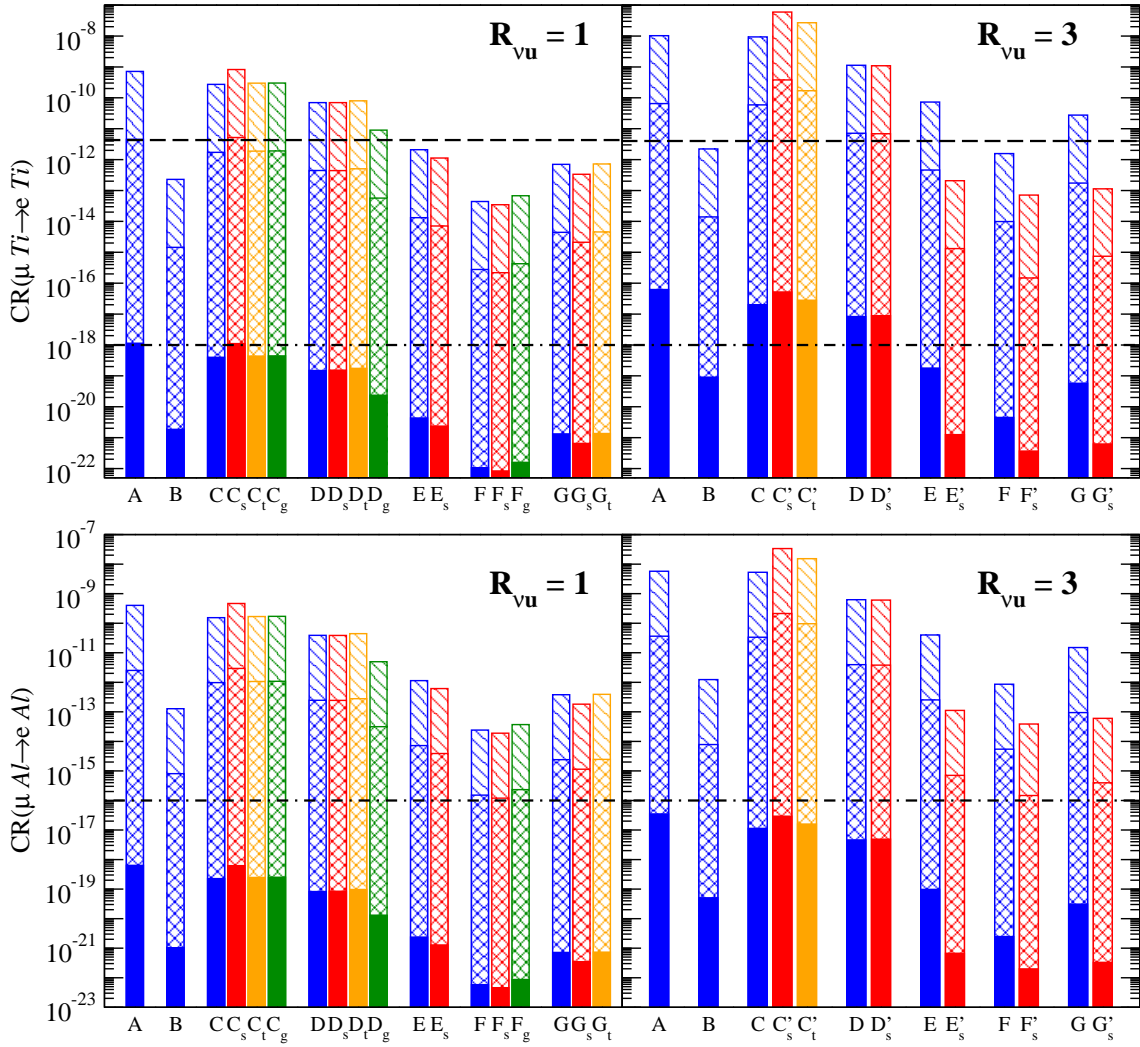 R_νu = 1
R_νu = 3
CR(μ Ti→e Ti)
10^-8
10^-10
10^-12
10^-14
10^-16
10^-18
10^-20
10^-22
A B C C_s C_t C_g D D_s D_t D_g E E_s F F_s F_g G G_s G_t
A B C C'_s C'_t D D'_s E E'_s F F'_s G G'_s
R_νu = 1
R_νu = 3
CR(μ Al→e Al)
10^-7
10^-9
10^-11
10^-13
10^-15
10^-17
10^-19
10^-21
10^-23
A B C C_s C_t C_g D D_s D_t D_g E E_s F F_s F_g G G_s G_t
A B C C'_s C'_t D D'_s E E'_s F F'_s G G'_s